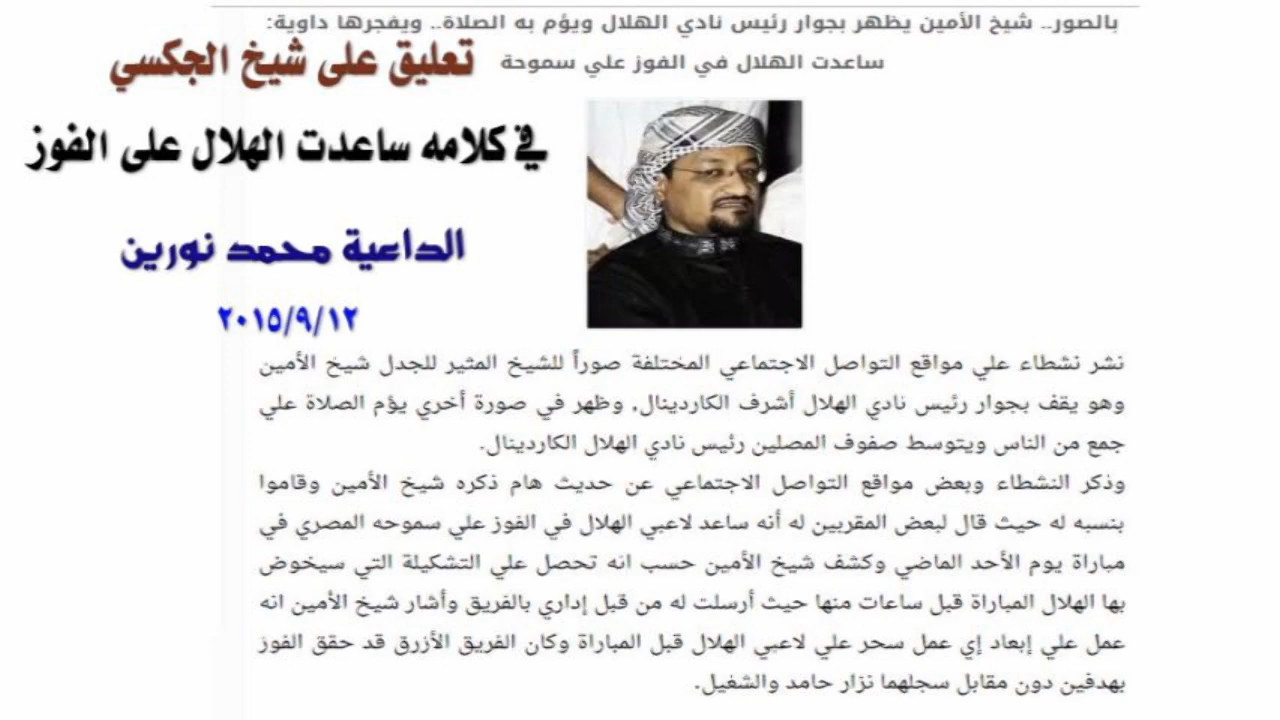 بالصور.. شيخ الأمين يظهر بجوار رئيس نادي الهلال ويؤم به الصلاة.. ويفجرها داوية:
ساعدت الهلال في الفوز علي سموحة
تعليق على شيخ الجكسي
في كلامه ساعدت الهلال على الفوز
الداعية محمد نورين
٢٠١٥/٩/١٢
نشر نشطاء علي مواقع التواصل الاجتماعي المختلفة صوراً للشيخ المثير للجدل شيخ الأمين
وهو يقف بجوار رئيس نادي الهلال أشرف الكاردينال, وظهر في صورة أخري يؤم الصلاة علي
جمع من الناس ويتوسط صفوف المصلين رئيس نادي الهلال الكاردينال.
وذكر النشطاء وبعض مواقع التواصل الاجتماعي عن حديث هام ذكره شيخ الأمين وقاموا
بنسبه له حيث قال لبعض المقربين له أنه ساعد لاعبي الهلال في الفوز علي سموحه المصري في
مباراة يوم الأحد الماضي وكشف شيخ الأمين حسب انه تحصل علي التشكيلة التي سيخوض
بها الهلال المباراة قبل ساعات منها حيث أرسلت له من قبل إداري بالفريق وأشار شيخ الأمين انه
عمل علي إبعاد إي عمل سحر علي لاعبي الهلال قبل المباراة وكان الفريق الأزرق قد حقق الفوز
بهدفين دون مقابل سجلهما نزار حامد والشغيل.